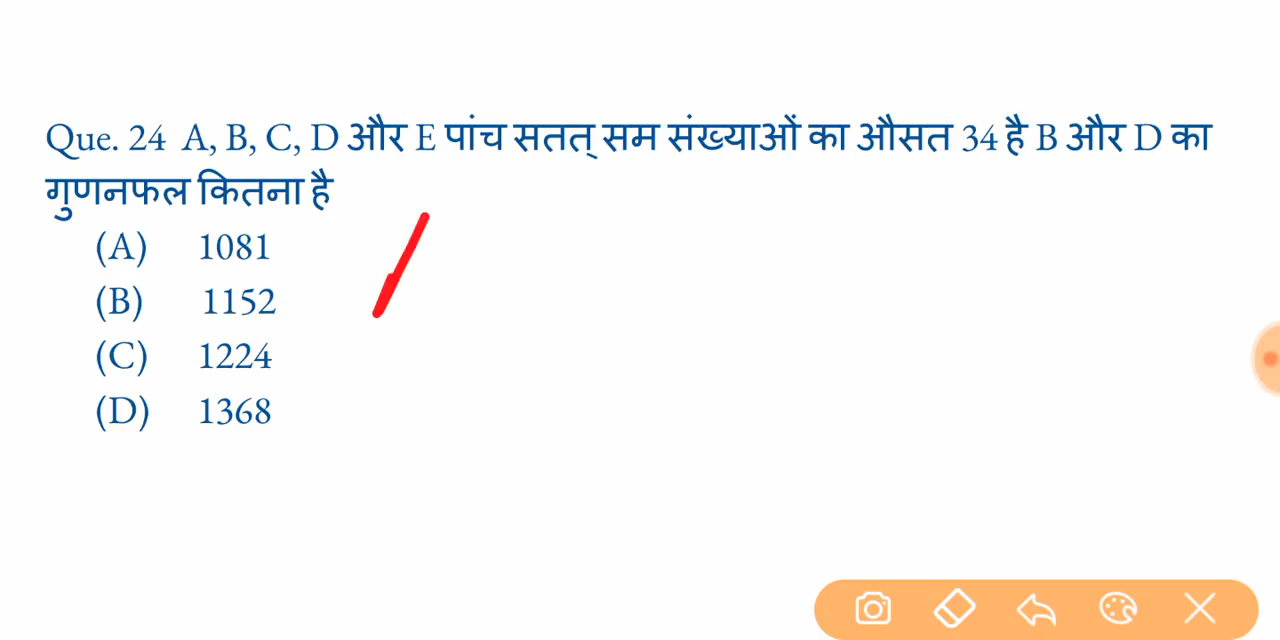 Que. 24 A, B, C, D और E पांच सतत् सम संख्याओं का औसत 34 है B और D का
गुणनफल कितना है
(A) 1081
(B) 1152
(C) 1224
(D) 1368